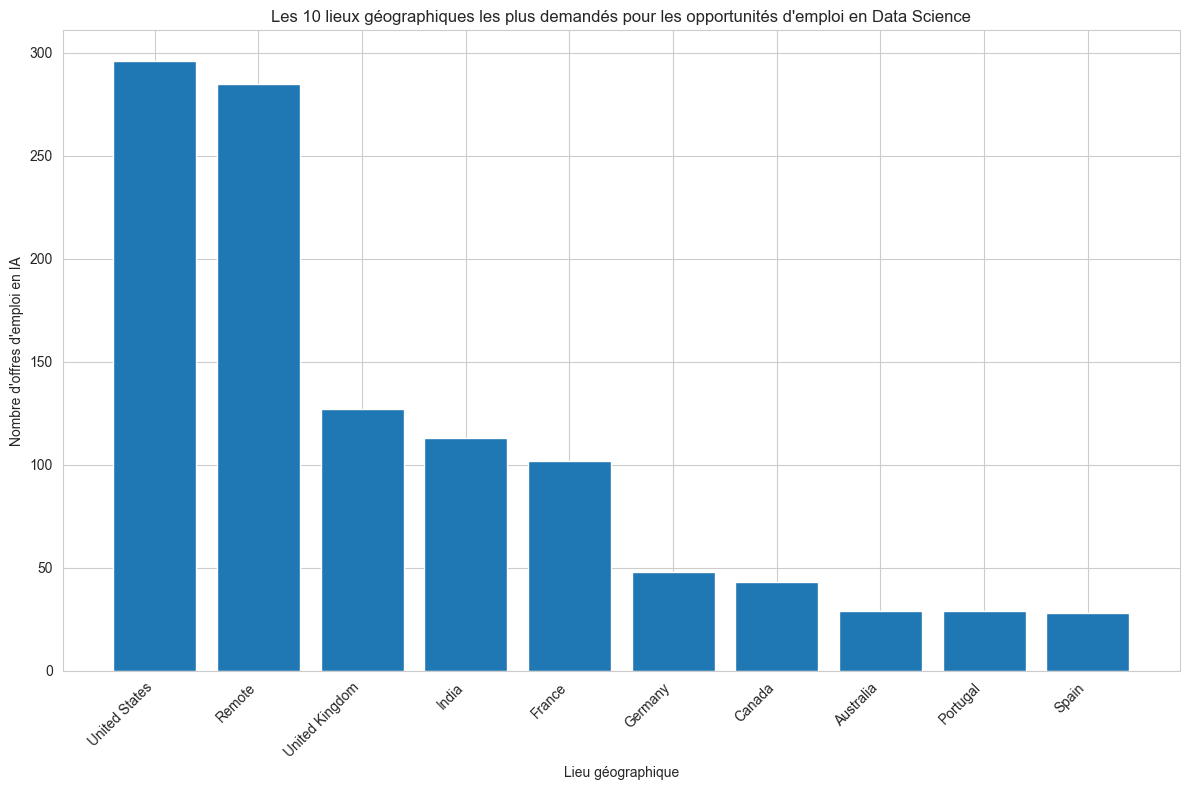 Les 10 lieux géographiques les plus demandés pour les opportunités d'emploi en Data Science
Nombre d'offres d'emploi en IA
300
250
200
150
100
50
0
United States
Remote
United Kingdom
India
France
Germany
Canada
Australia
Portugal
Spain
Lieu géographique